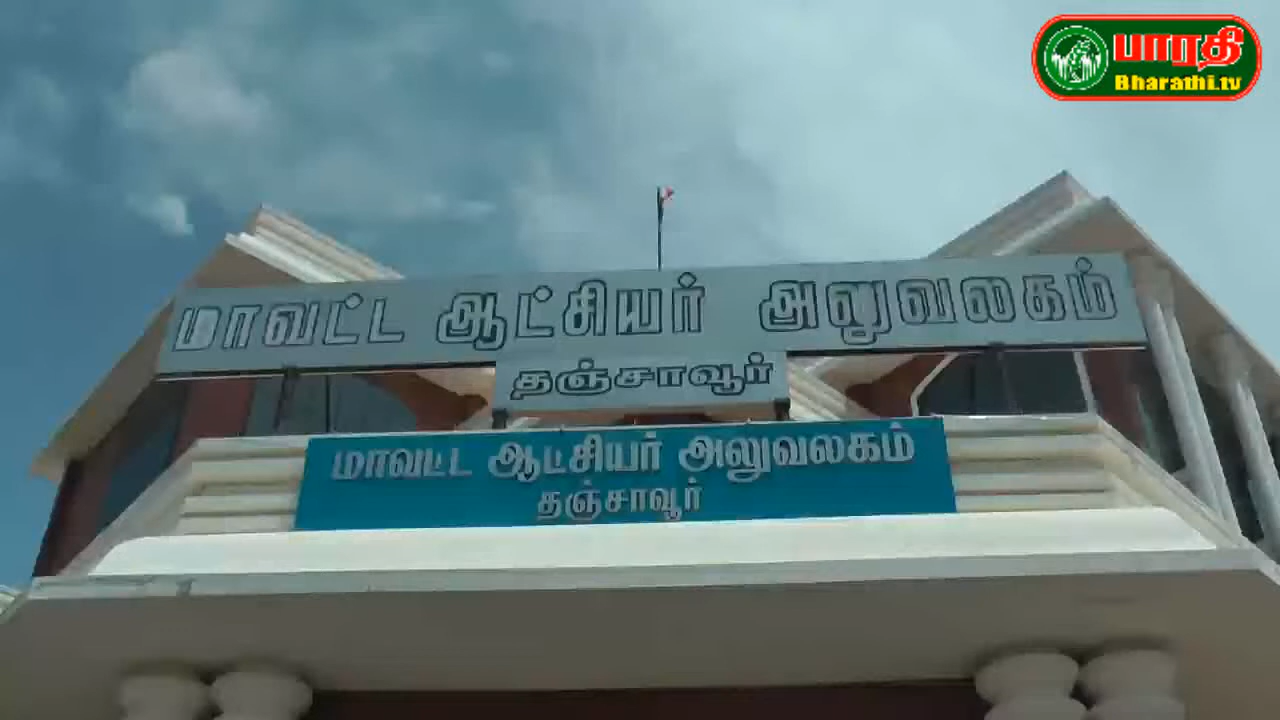 பாரதி
Bharathi.tv
மாவட்ட ஆட்சியர் அலுவலகம்
தஞ்சாவூர்
மாவட்ட ஆட்சியர் அலுவலகம்
தஞ்சாவூர்